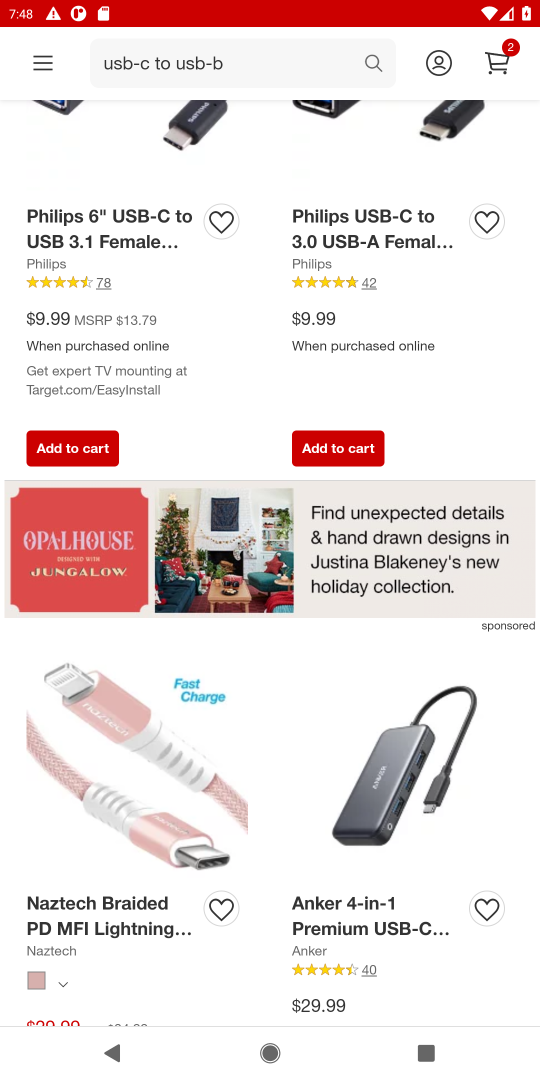 7:48
2
usb-c to usb-b
PHILIPS
PHILIPS
Philips 6" USB-C to
USB 3.1 Female…
Philips
78
$9.99 MSRP $13.79
When purchased online
Get expert TV mounting at
Target.com/EasyInstall
Add to cart
Philips USB-C to
3.0 USB-A Femal…
Philips
42
$9.99
When purchased online
Add to cart
OPALHOUSE
DESIGNED WITH
JUNGALOW
Find unexpected details
& hand drawn designs in
Justina Blakeney's new
holiday collection.
sponsored
Fast
Charge
NAZTECH
Naztech Braided
PD MFI Lightning…
Naztech
ANKER
Anker 4-in-1
Premium USB-C…
Anker
40
$29.99